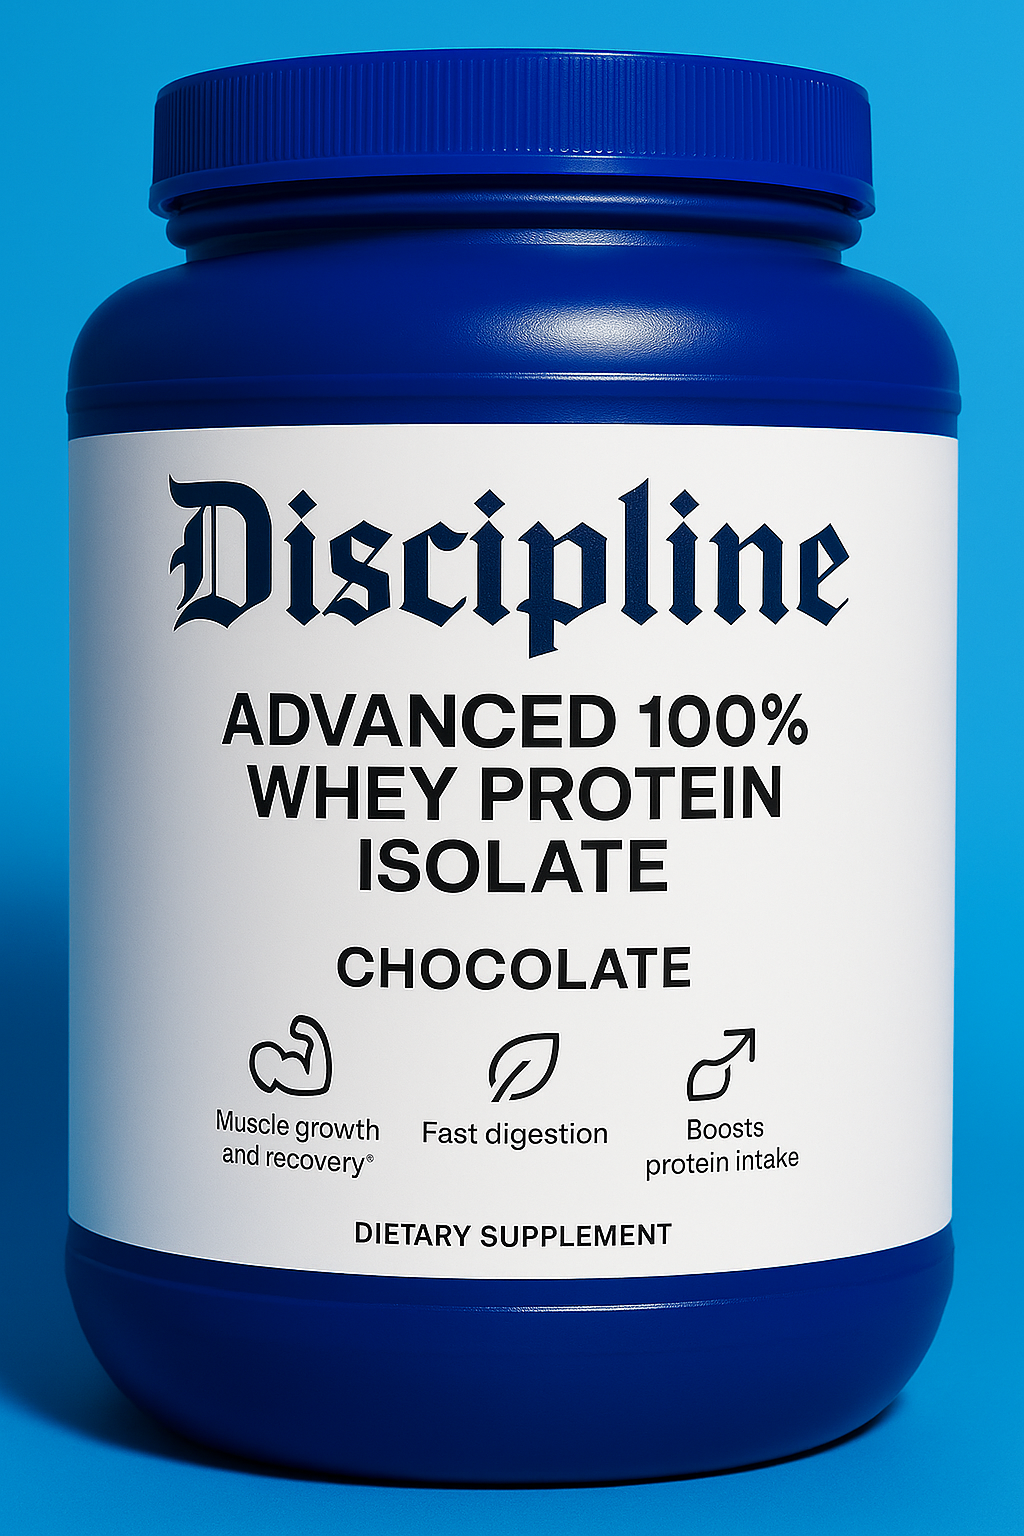 Discipline
ADVANCED 100%
WHEY PROTEIN
ISOLATE
CHOCOLATE
Muscle growth
and recovery®
Fast digestion
Boosts
protein intake
DIETARY SUPPLEMENT